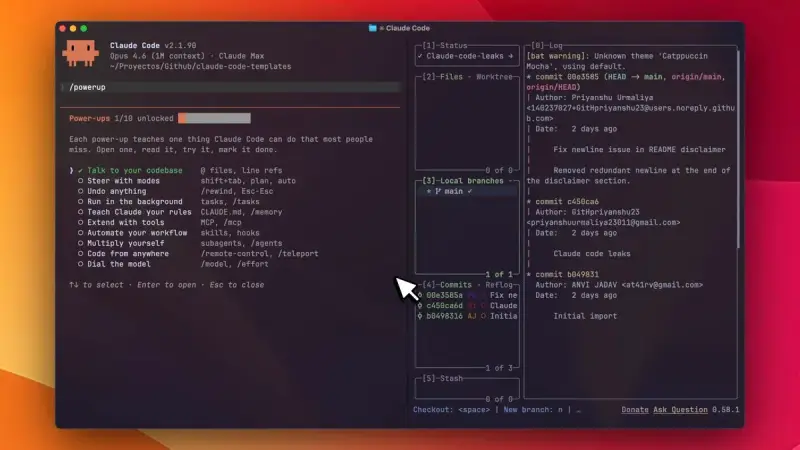 Claude Code
Claude Code v2.1.90
Opus 4.6 (1M context) · Claude Max
~/Proyectos/Github/claude-code-templates
/powerup
Power-ups 1/10 unlocked
Each power-up teaches one thing Claude Code can do that most people
miss. Open one, read it, try it, mark it done.
❯ ✓ Talk to your codebase @ files, line refs
○ Steer with modes shift+tab, plan, auto
○ Undo anything /rewind, Esc-Esc
○ Run in the background tasks, /tasks
○ Teach Claude your rules CLAUDE.md, /memory
○ Extend with tools MCP, /mcp
○ Automate your workflow skills, hooks
○ Multiply yourself subagents, /agents
○ Code from anywhere /remote-control, /teleport
○ Dial the model /model, /effort
↑↓ to select · Enter to open · Esc to close
[1]-Status
✓ Claude-code-leaks →
[2]-Files - Worktree
0 of 0
[3]-Local branches -
* main ✓
1 of 1
[4]-Commits - Reflog
00e3585a Fix ne
c450ca6d Claude
b0498316 AJ Initia
1 of 3
[5]-Stash
0 of 0
[0]-Log
[bat warning]: Unknown theme 'Catppuccin
Mocha', using default.
* commit 00e3585 (HEAD -> main, origin/main,
origin/HEAD)
| Author: Priyanshu Urmaliya
<140237827+GitHpriyanshu23@users.noreply.githu
b.com>
| Date: 2 days ago
|
| Fix newline issue in README disclaimer
|
| Removed redundant newline at the end of
the disclaimer section.
|
* commit c450ca6
| Author: GitHpriyanshu23
<priyanshuurmaliya23011@gmail.com>
| Date: 2 days ago
|
| Claude code leaks
|
* commit b049831
Author: ANVI JADAV <at41rv@gmail.com>
Date: 2 days ago
Initial import
Checkout: <space> | New branch: n | …
Donate Ask Question 0.58.1